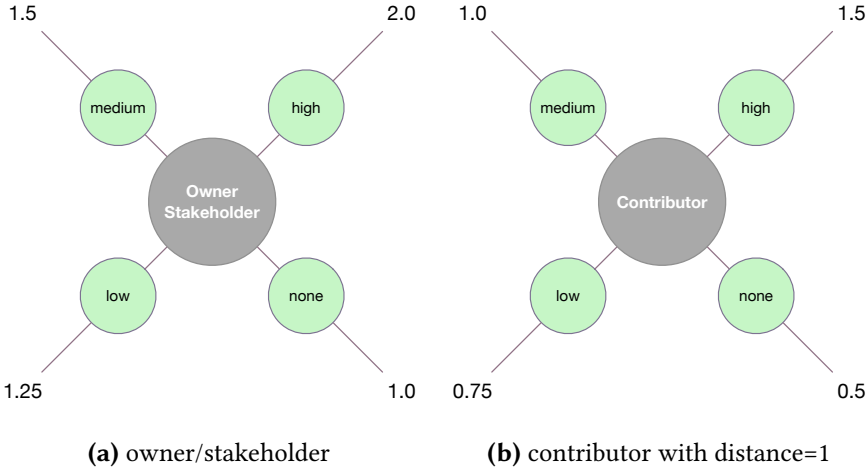 1.5
2.0
medium
high
Owner
Stakeholder
low
none
1.25
1.0
(a) owner/stakeholder
1.0
1.5
medium
high
Contributor
low
none
0.75
0.5
(b) contributor with distance=1